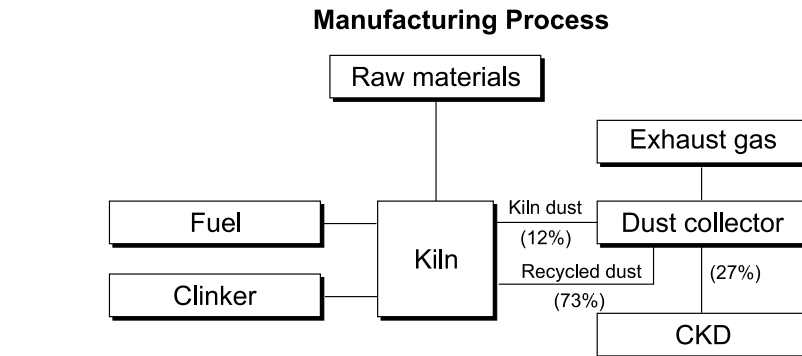 Manufacturing Process
Raw materials
Exhaust gas
Fuel
Kiln dust
Dust collector
(12%)
Kiln
Recycled dust
(27%)
Clinker
(73%)
CKD